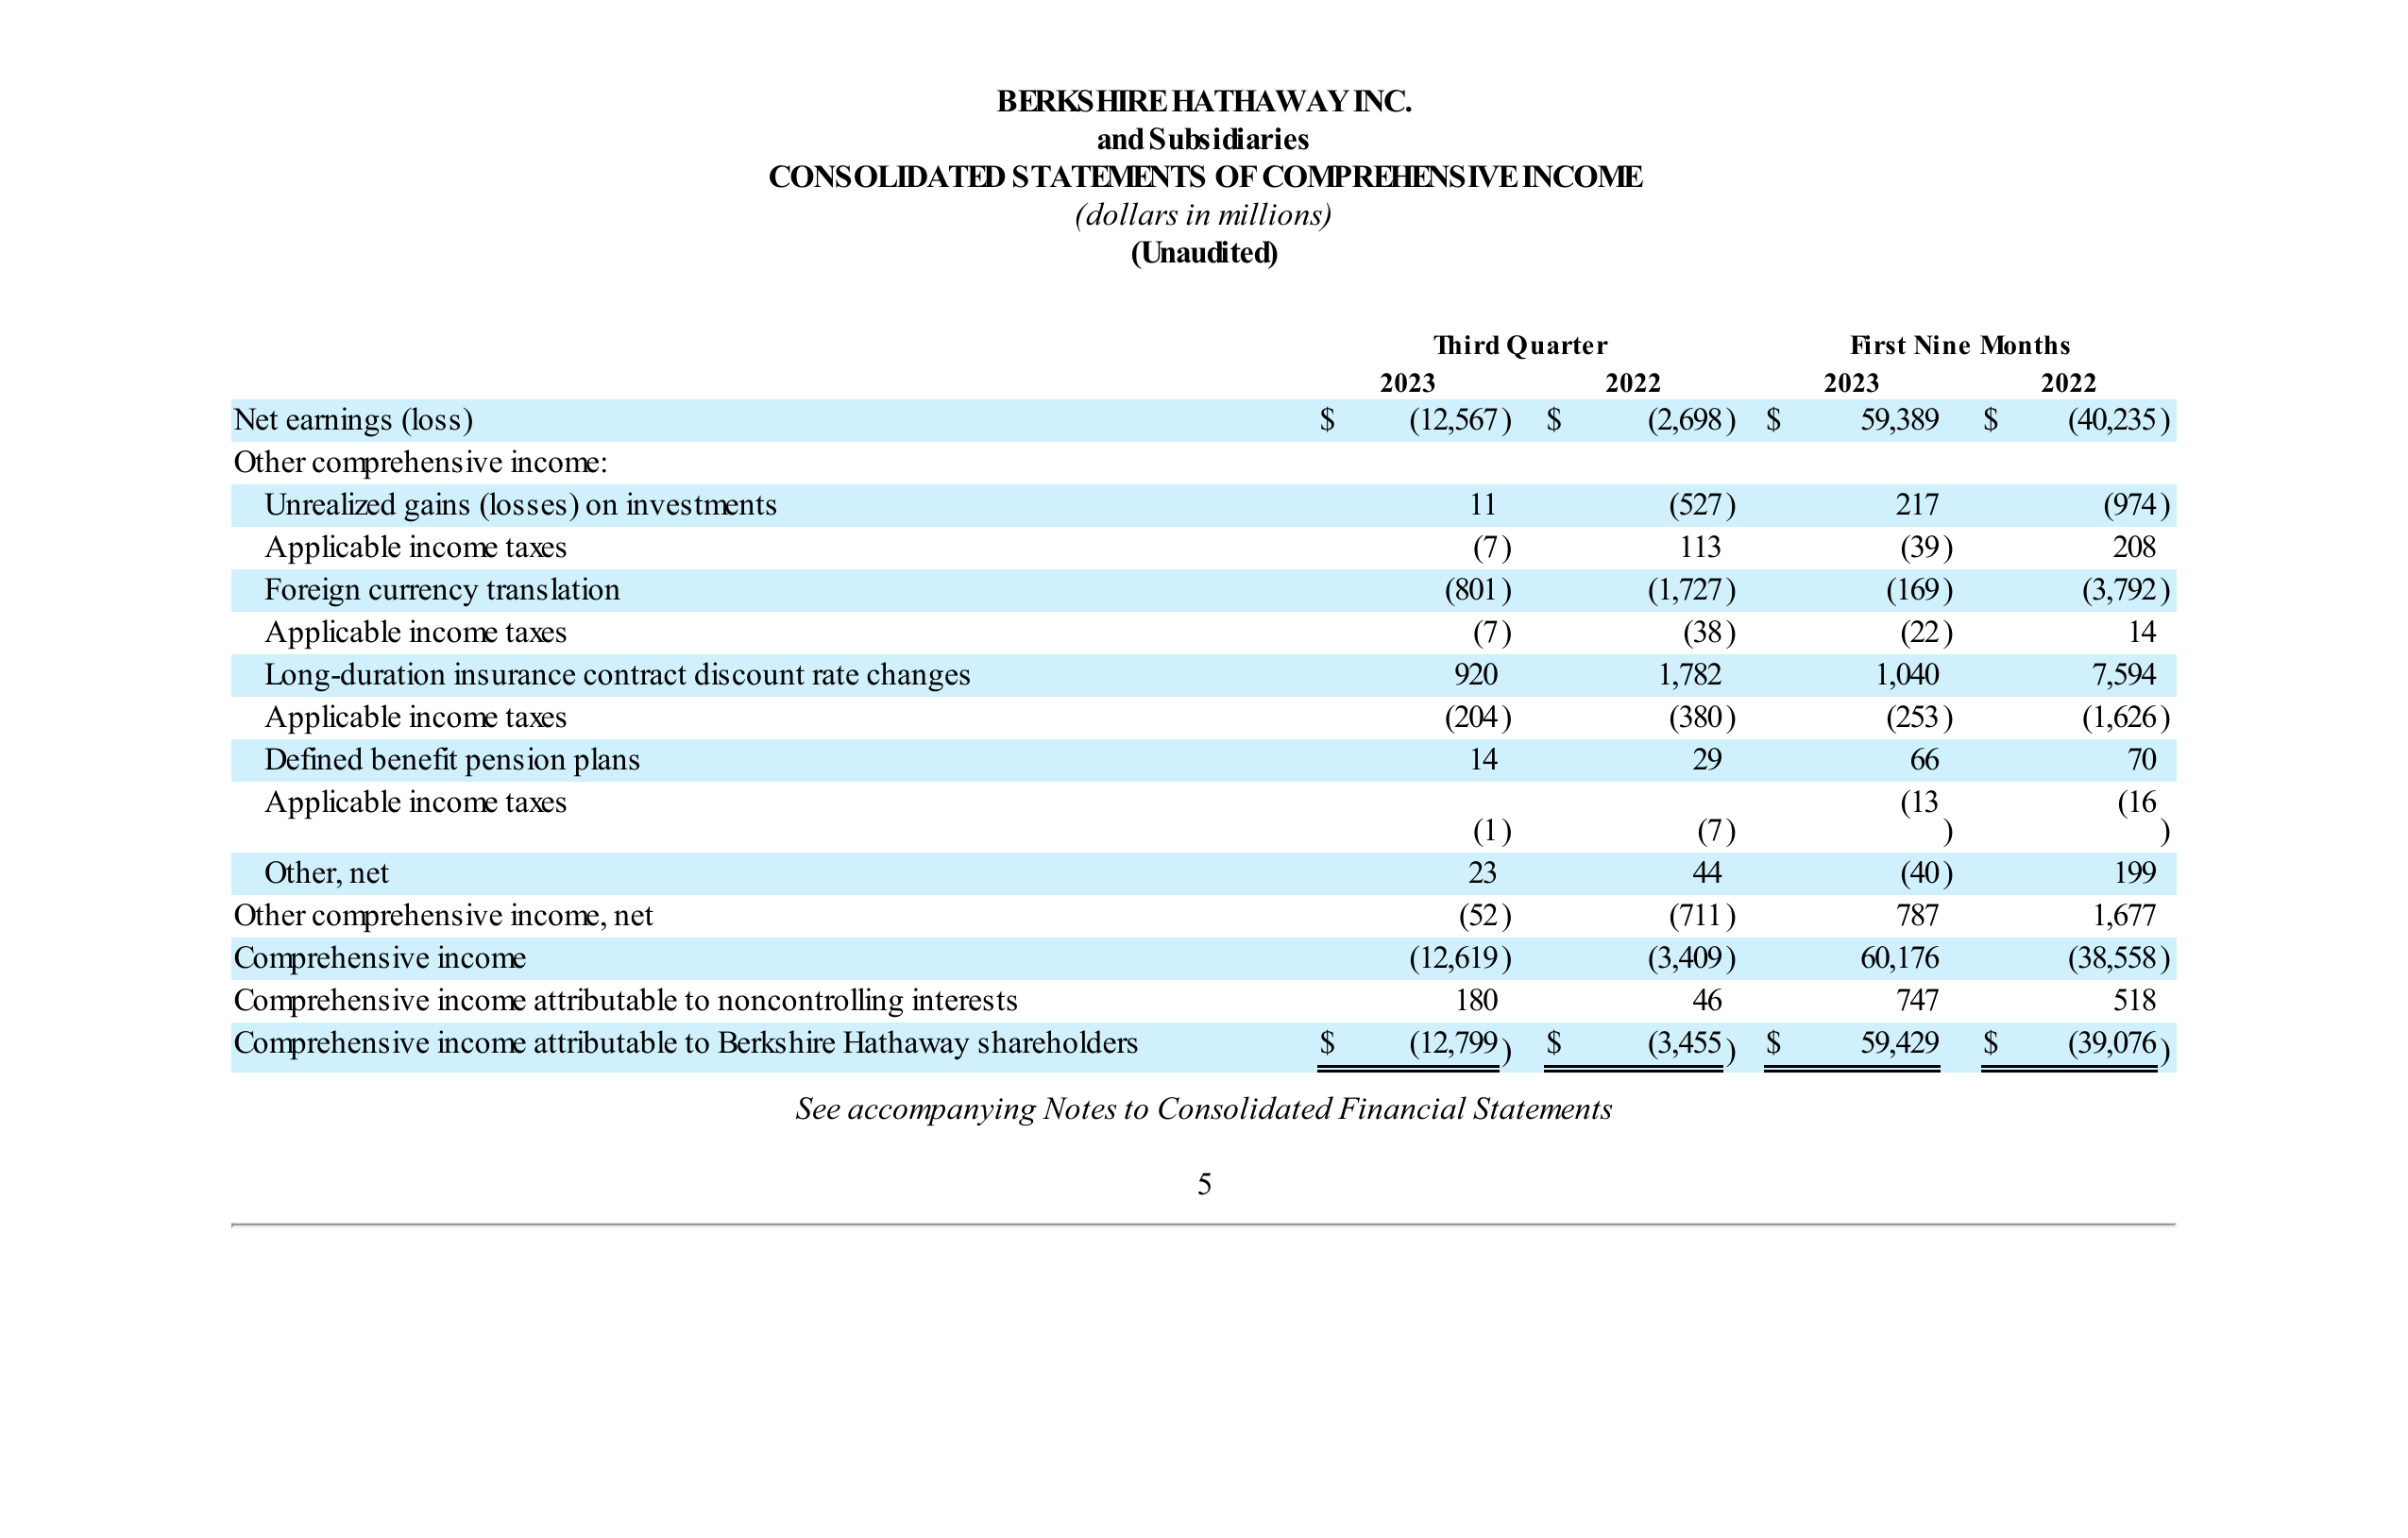 BERKSHIRE HATHAWAY INC.
and Subsidiaries
CONSOLIDATED STATEMENTS OF COMPREHENSIVE INCOME
(dollars in millions)
(Unaudited)
Third Quarter First Nine Months
2023 2022 2023 2022
Net earnings (loss) $ (12,567) $ (2,698) $ 59,389 $ (40,235)
Other comprehensive income:
Unrealized gains (losses) on investments 11 (527) 217 (974)
Applicable income taxes (7) 113 (39) 208
Foreign currency translation (801) (1,727) (169) (3,792)
Applicable income taxes (7) (38) (22) 14
Long-duration insurance contract discount rate changes 920 1,782 1,040 7,594
Applicable income taxes (204) (380) (253) (1,626)
Defined benefit pension plans 14 29 66 70
Applicable income taxes (1) (7) (13) (16)
Other, net 23 44 (40) 199
Other comprehensive income, net (52) (711) 787 1,677
Comprehensive income (12,619) (3,409) 60,176 (38,558)
Comprehensive income attributable to noncontrolling interests 180 46 747 518
Comprehensive income attributable to Berkshire Hathaway shareholders $ (12,799) $ (3,455) $ 59,429 $ (39,076)
See accompanying Notes to Consolidated Financial Statements
5